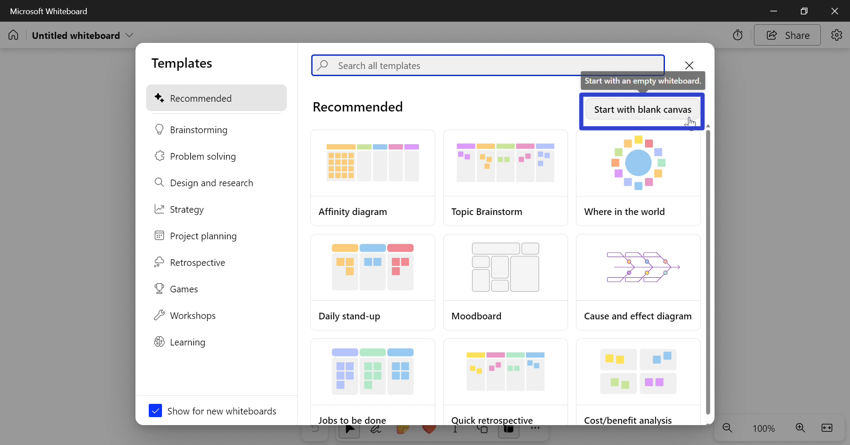 Microsoft Whiteboard
Untitled whiteboard
Share
Templates
Search all templates
Start with an empty whiteboard.
Recommended
Recommended
Start with blank canvas
Brainstorming
Problem solving
Design and research
Strategy
Project planning
Retrospective
Games
Workshops
Learning
Affinity diagram
Topic Brainstorm
Where in the world
Daily stand-up
Moodboard
Cause and effect diagram
Jobs to be done
Quick retrospective
Cost/benefit analysis
Show for new whiteboards
100%